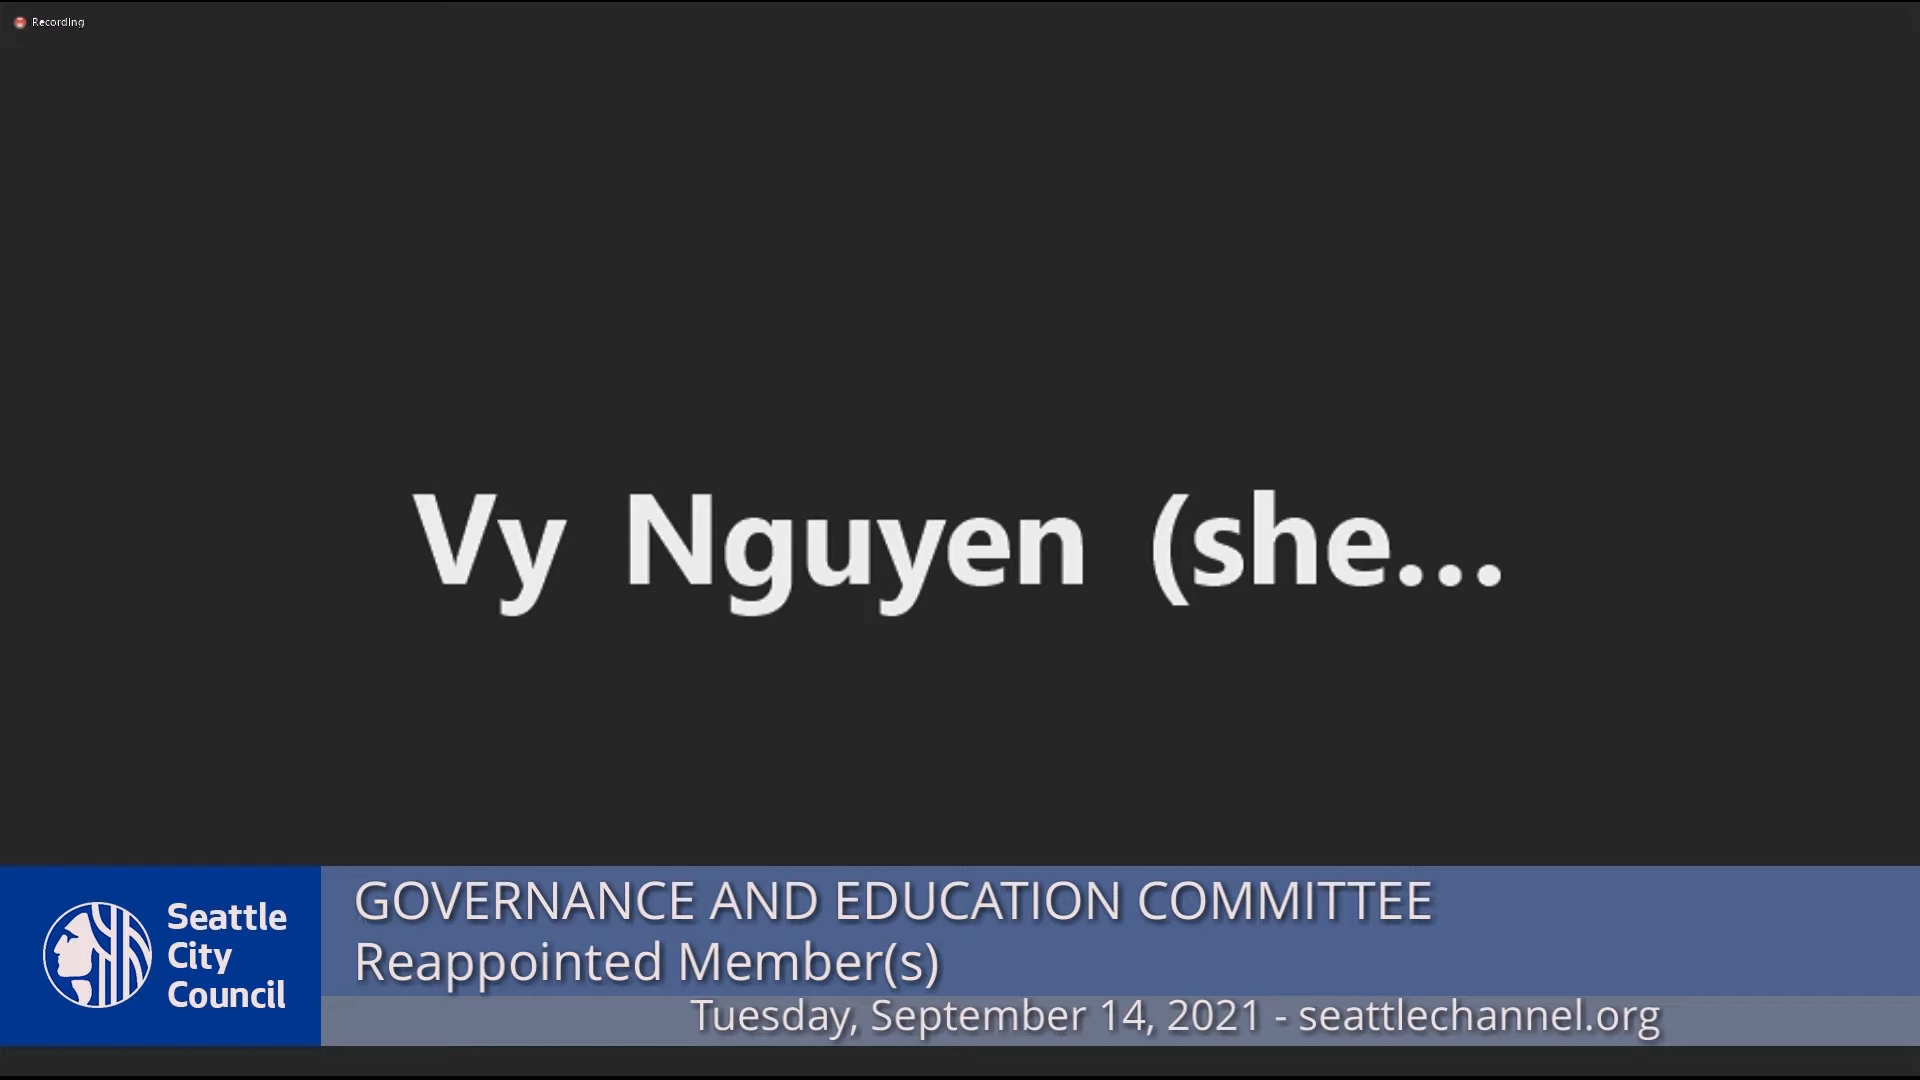 Recording
Vy Nguyen (she...
Seattle
City
Council
GOVERNANCE AND EDUCATION COMMITTEE
Reappointed Member(s)
Tuesday, September 14, 2021 - seattlechannel.org